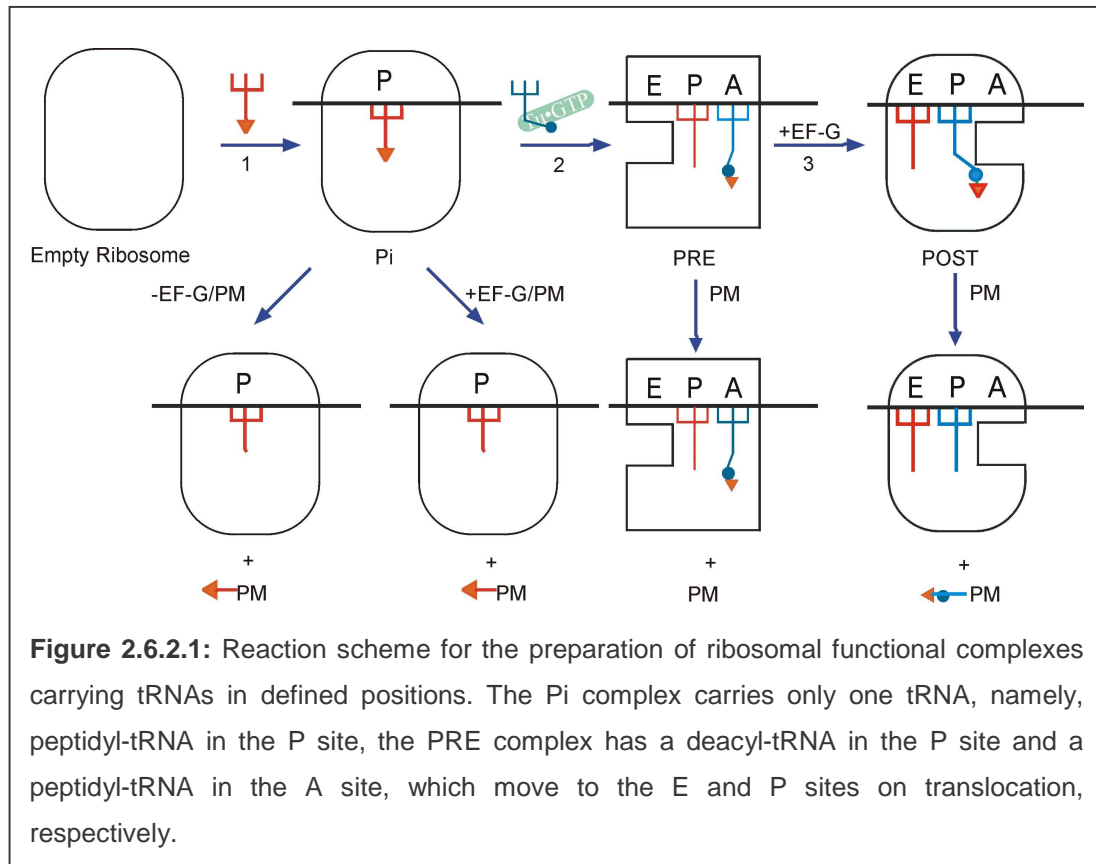 P
E P A
E P A
Tu•GTP
+EF-G
1
2
3
Empty Ribosome
Pi
PRE
POST
-EF-G/PM
+EF-G/PM
PM
PM
P
P
E P A
E P A
+
+
+
+
PM
PM
PM
PM
Figure 2.6.2.1: Reaction scheme for the preparation of ribosomal functional complexes
carrying tRNAs in defined positions. The Pi complex carries only one tRNA, namely,
peptidyl-tRNA in the P site, the PRE complex has a deacyl-tRNA in the P site and a
peptidyl-tRNA in the A site, which move to the E and P sites on translocation,
respectively.